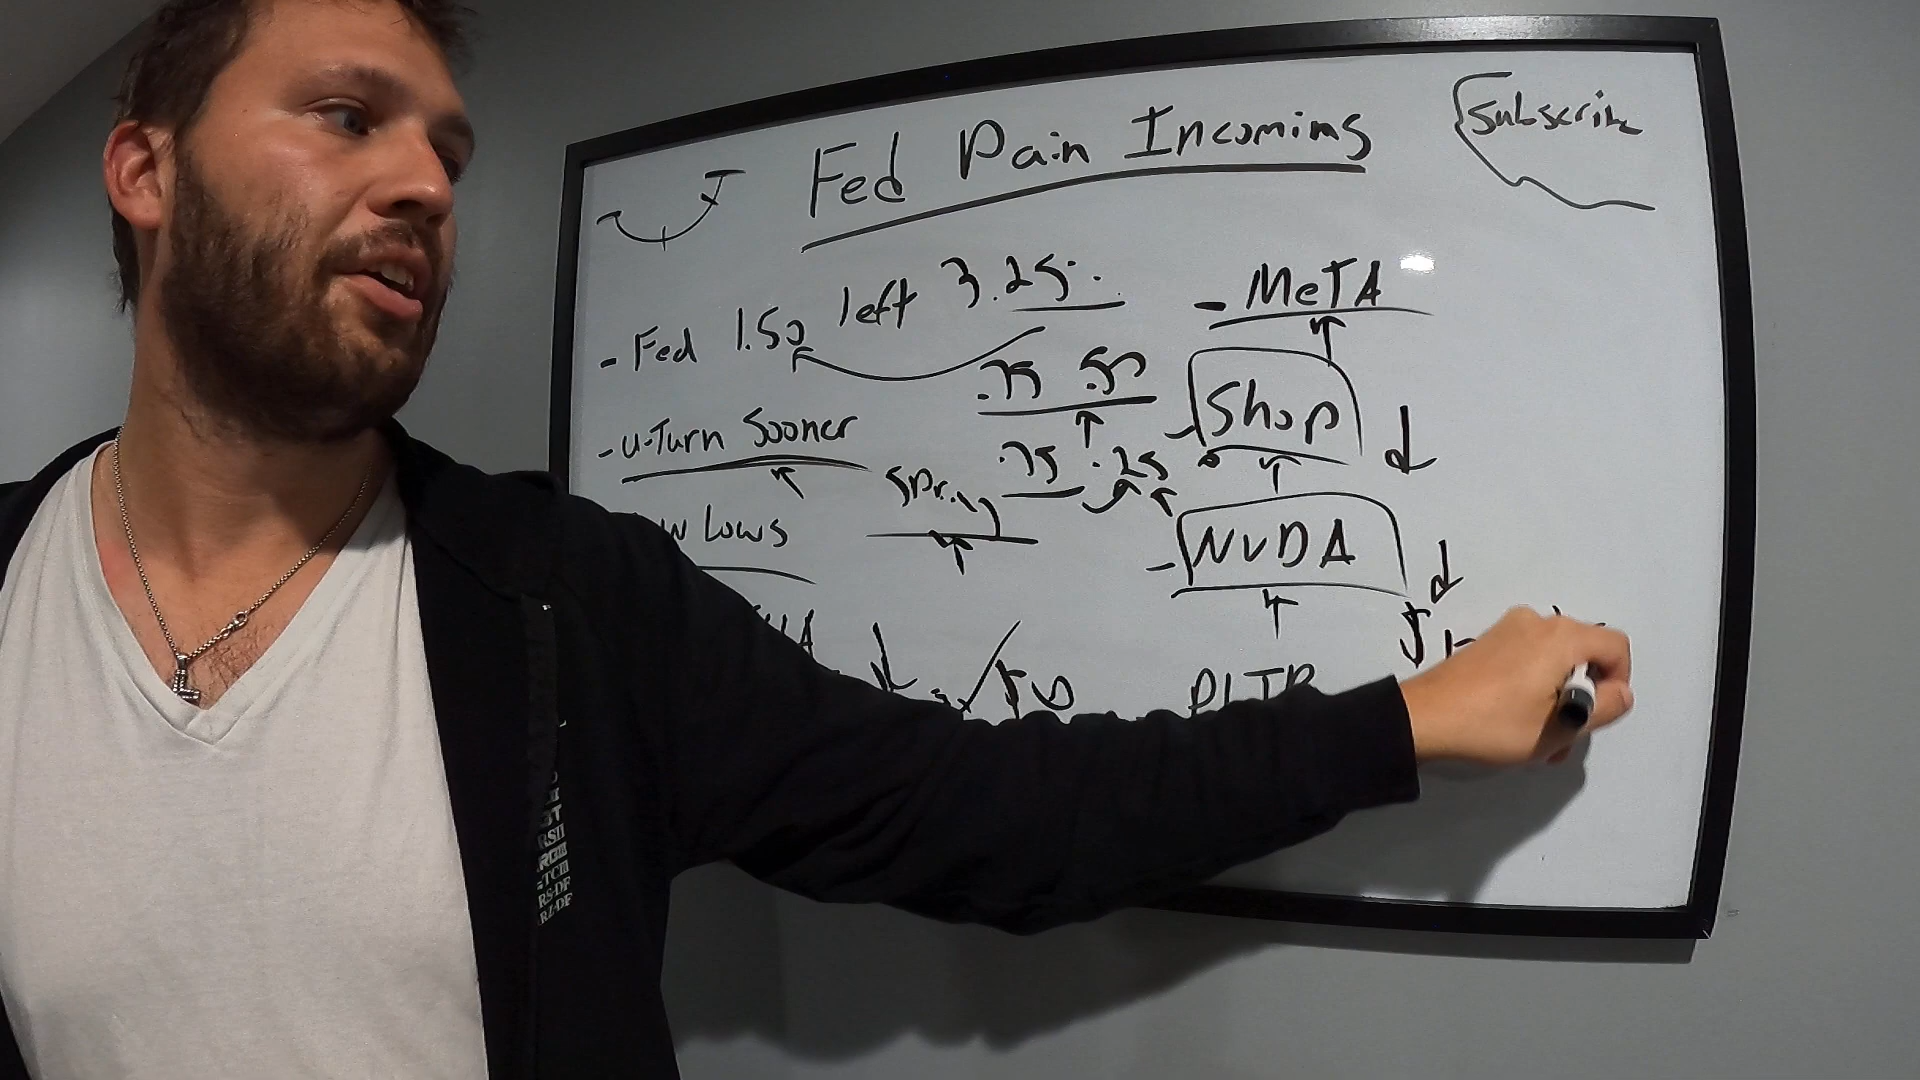 Fed Pain Incoming
Subscribe
- Fed 1.50 left 3.25%
- META
.75 .50
- Shop
- U-Turn Sooner
.75 .25
Spring
Lows
- NVDA
PLTR